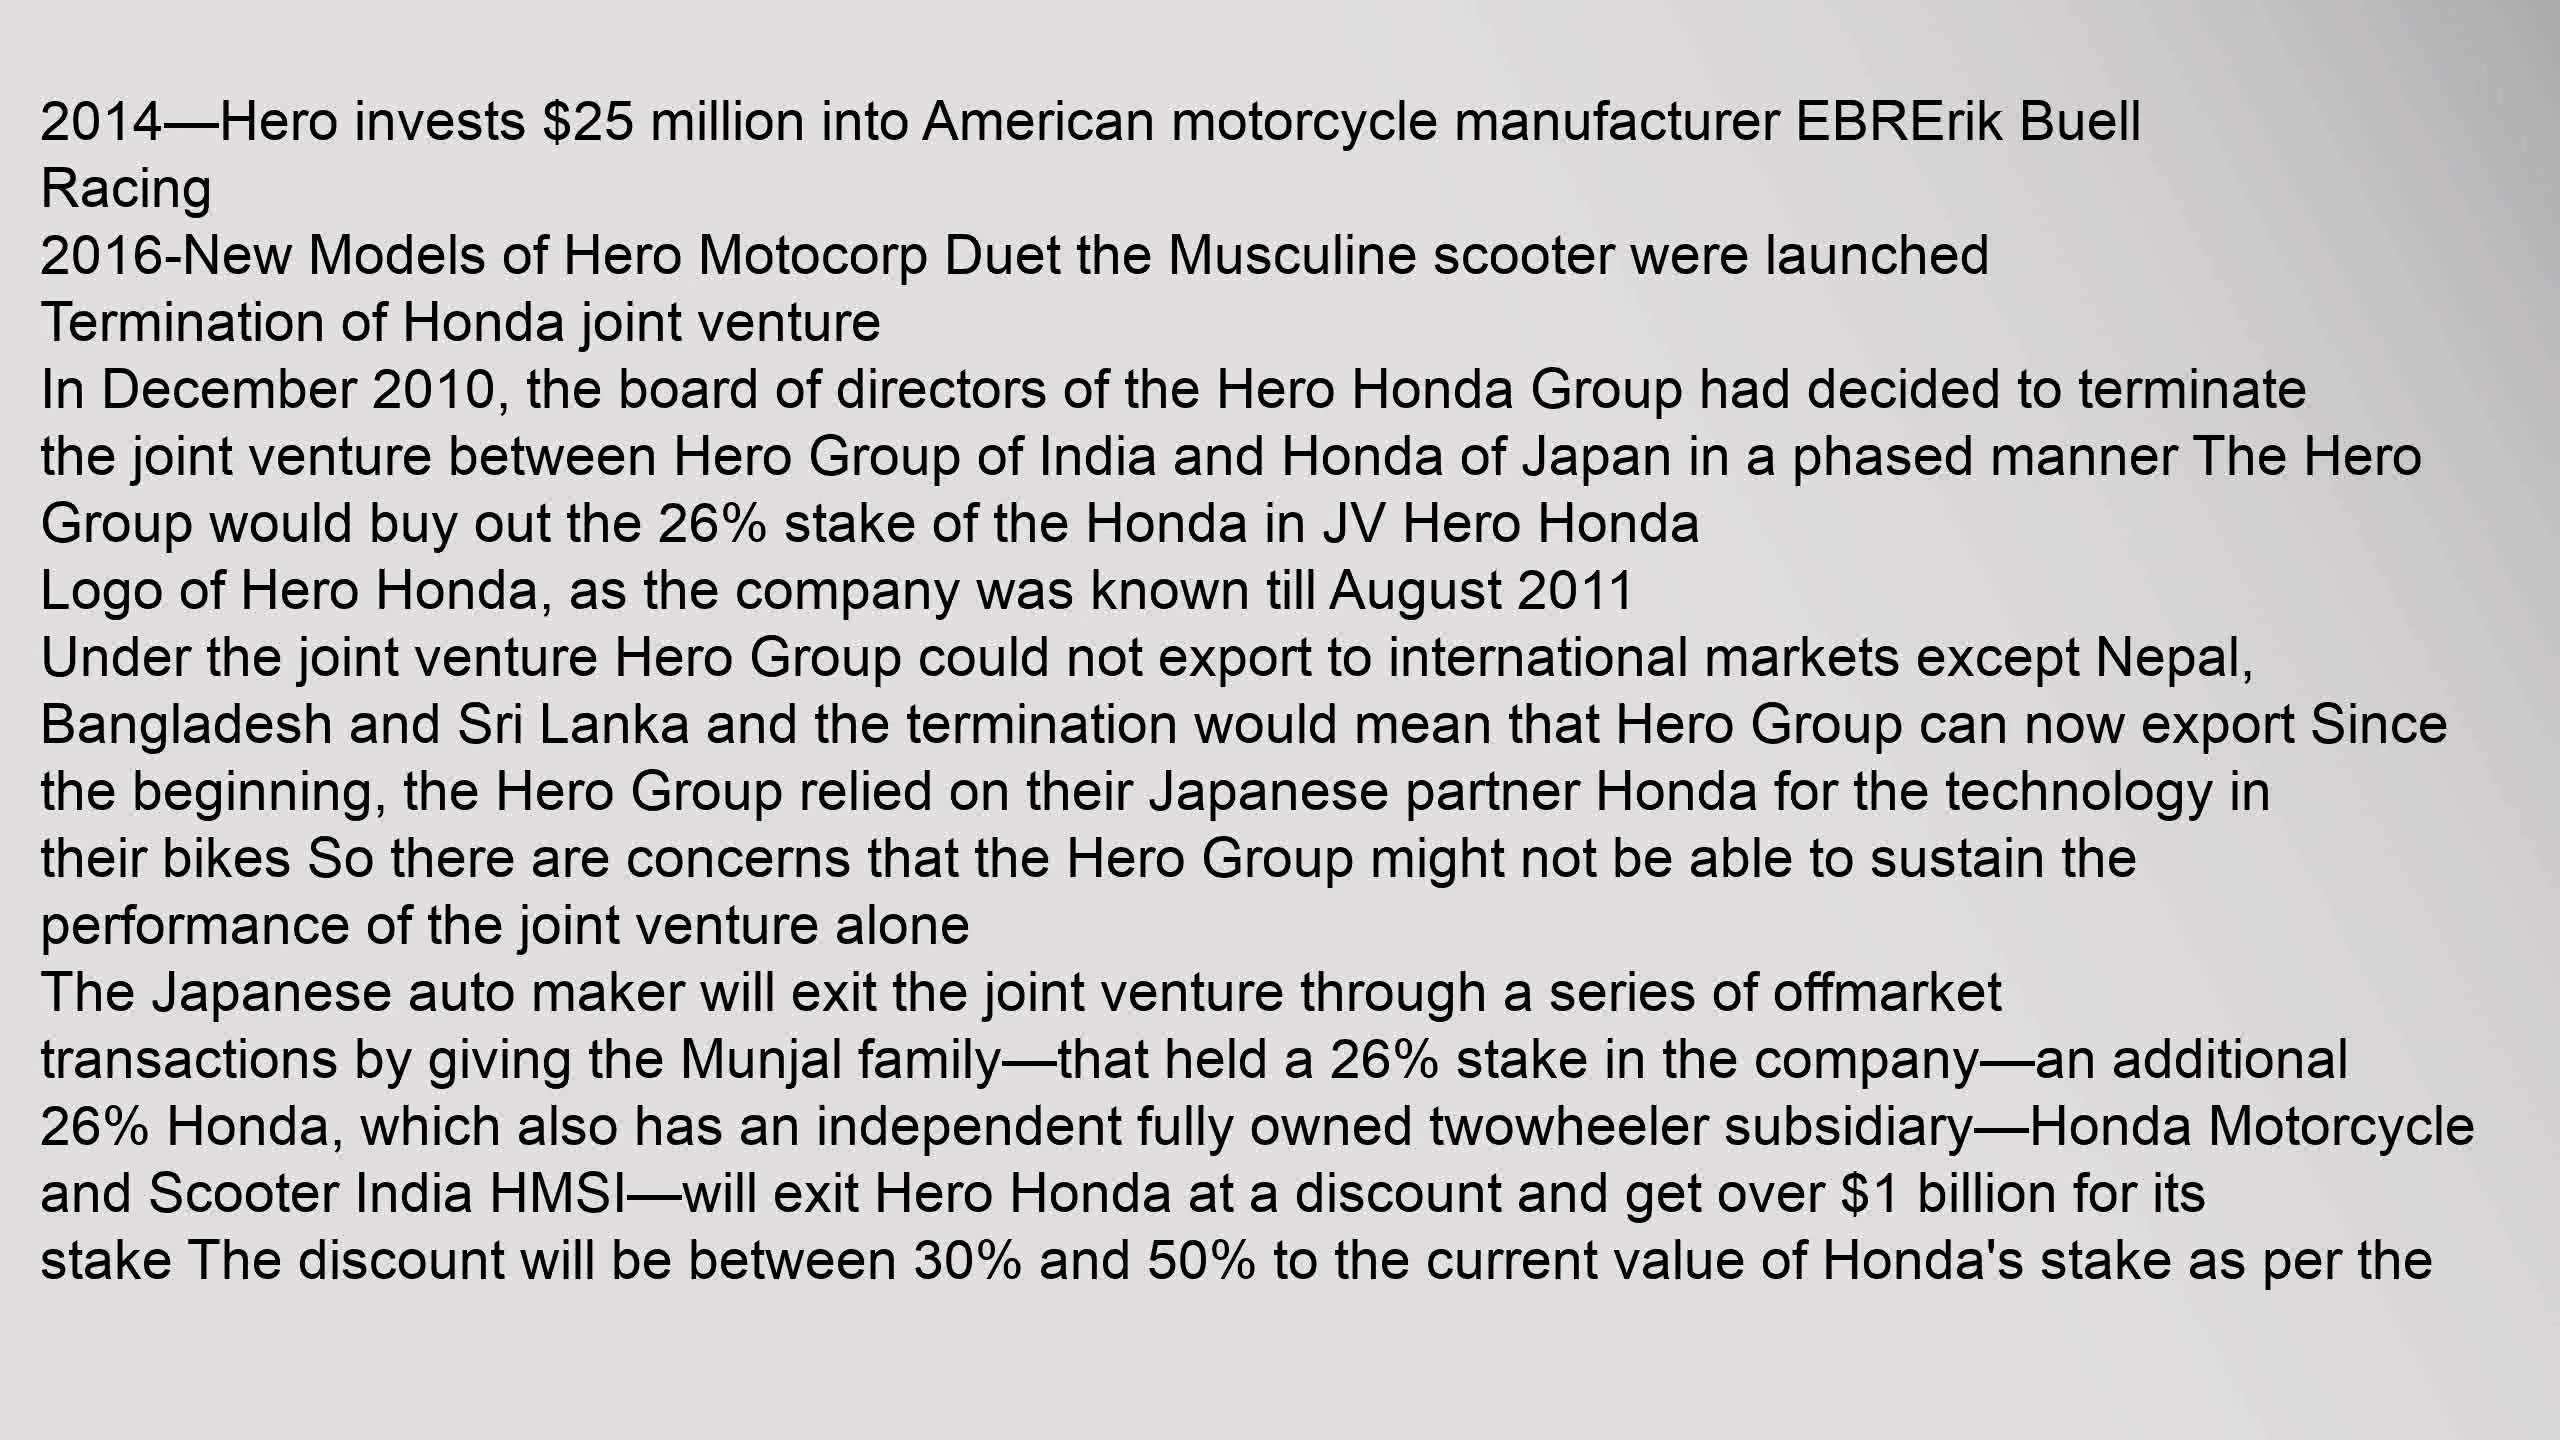 2014—Hero invests $25 million into American motorcycle manufacturer EBRErik Buell
Racing
2016-New Models of Hero Motocorp Duet the Musculine scooter were launched
Termination of Honda joint venture
In December 2010, the board of directors of the Hero Honda Group had decided to terminate
the joint venture between Hero Group of India and Honda of Japan in a phased manner The Hero
Group would buy out the 26% stake of the Honda in JV Hero Honda
Logo of Hero Honda, as the company was known till August 2011
Under the joint venture Hero Group could not export to international markets except Nepal,
Bangladesh and Sri Lanka and the termination would mean that Hero Group can now export Since
the beginning, the Hero Group relied on their Japanese partner Honda for the technology in
their bikes So there are concerns that the Hero Group might not be able to sustain the
performance of the joint venture alone
The Japanese auto maker will exit the joint venture through a series of offmarket
transactions by giving the Munjal family—that held a 26% stake in the company—an additional
26% Honda, which also has an independent fully owned twowheeler subsidiary—Honda Motorcycle
and Scooter India HMSI—will exit Hero Honda at a discount and get over $1 billion for its
stake The discount will be between 30% and 50% to the current value of Honda's stake as per the